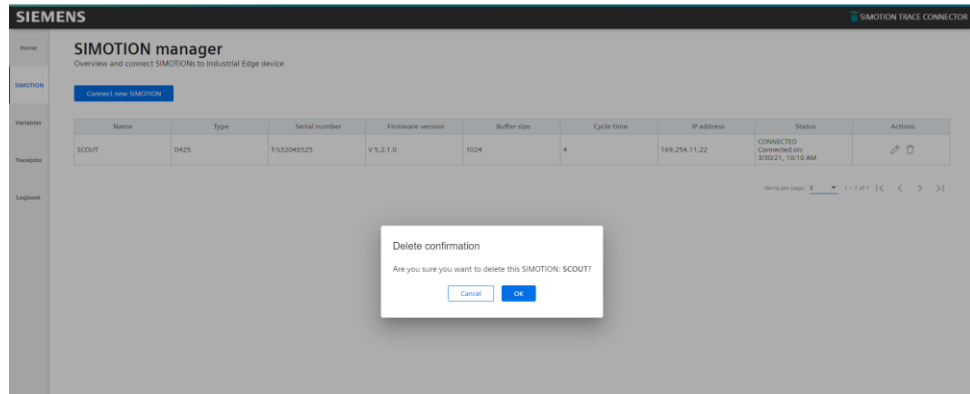 SIEMENS
SIMOTION TRACE CONNECTOR
Home
SIMOTION
Variables
Tracejobs
Logbook
SIMOTION manager
Overview and connect SIMOTIONs to Industrial Edge device
Connect new SIMOTION
Name Type Serial number Firmware version Buffer size Cycle time IP address Status Actions
SCOUT D425 T-S32040525 V 5.2.1.0 1024 4 169.254.11.22 CONNECTED
Connected on:
3/30/21, 10:10 AM
Items per page: 5 1 – 1 of 1
Delete confirmation
Are you sure you want to delete this SIMOTION: SCOUT?
Cancel OK